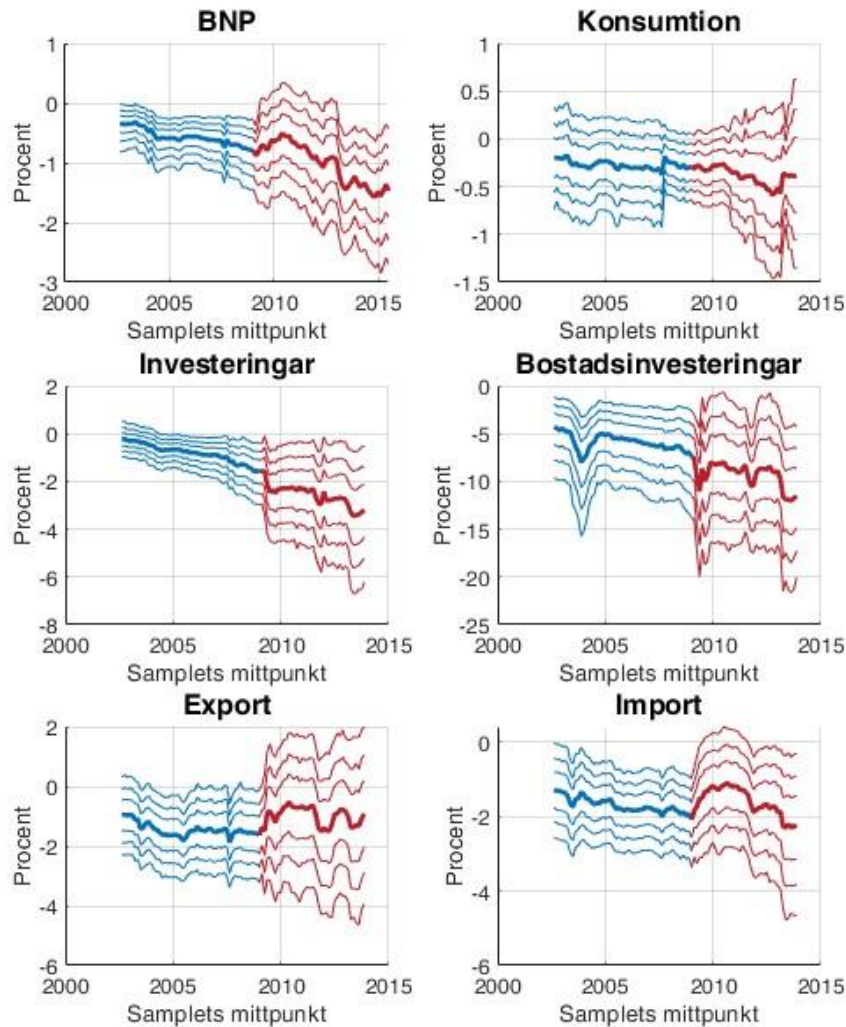 BNP
1
0
-1
-2
-3
Procent
2000 2005 2010 2015
Samplets mittpunkt
Konsumtion
1
0.5
0
-0.5
-1
-1.5
Procent
2000 2005 2010 2015
Samplets mittpunkt
Investeringar
2
0
-2
-4
-6
-8
Procent
2000 2005 2010 2015
Samplets mittpunkt
Bostadsinvesteringar
0
-5
-10
-15
-20
-25
Procent
2000 2005 2010 2015
Samplets mittpunkt
Export
2
0
-2
-4
-6
Procent
2000 2005 2010 2015
Samplets mittpunkt
Import
0
-2
-4
-6
Procent
2000 2005 2010 2015
Samplets mittpunkt